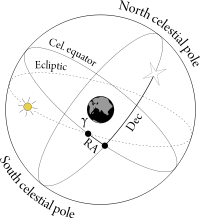 North celestial pole
Cel. equator
Ecliptic
γ
RA
Dec
South celestial pole